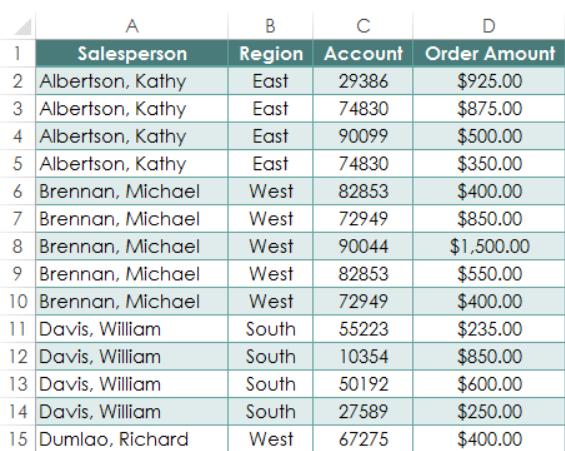 A B C D
1 Salesperson Region Account Order Amount
2 Albertson, Kathy East 29386 $925.00
3 Albertson, Kathy East 74830 $875.00
4 Albertson, Kathy East 90099 $500.00
5 Albertson, Kathy East 74830 $350.00
6 Brennan, Michael West 82853 $400.00
7 Brennan, Michael West 72949 $850.00
8 Brennan, Michael West 90044 $1,500.00
9 Brennan, Michael West 82853 $550.00
10 Brennan, Michael West 72949 $400.00
11 Davis, William South 55223 $235.00
12 Davis, William South 10354 $850.00
13 Davis, William South 50192 $600.00
14 Davis, William South 27589 $250.00
15 Dumlao, Richard West 67275 $400.00